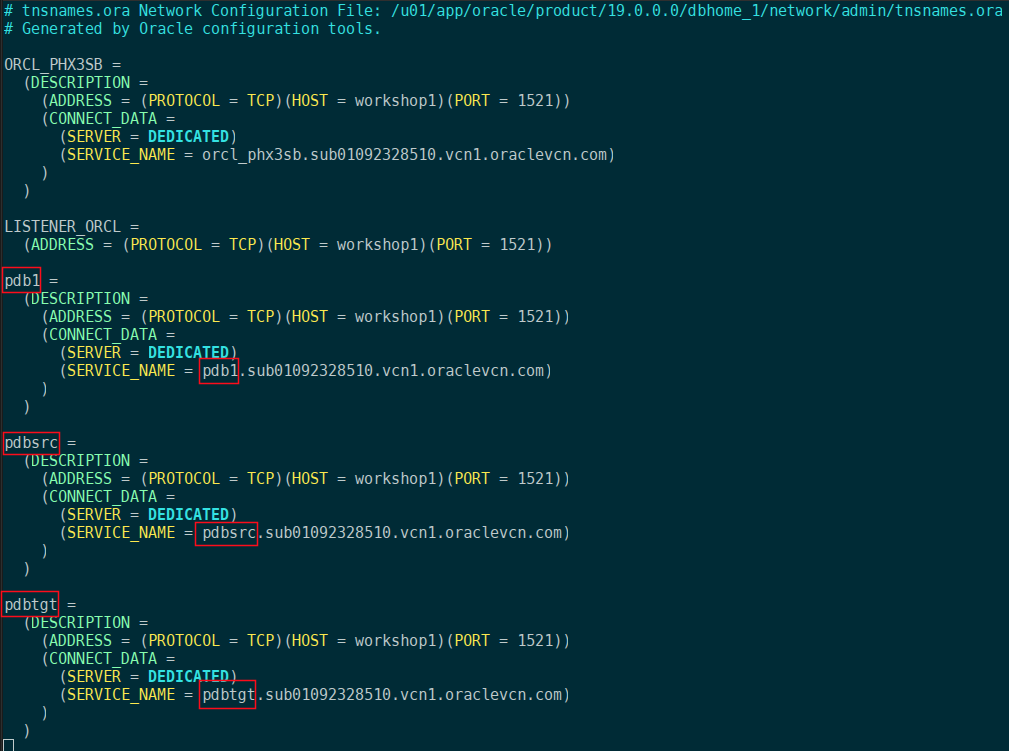 # tnsnames.ora Network Configuration File: /u01/app/oracle/product/19.0.0.0/dbhome_1/network/admin/tnsnames.ora
# Generated by Oracle configuration tools.

ORCL_PHX3SB =
  (DESCRIPTION =
    (ADDRESS = (PROTOCOL = TCP)(HOST = workshop1)(PORT = 1521))
    (CONNECT_DATA =
      (SERVER = DEDICATED)
      (SERVICE_NAME = orcl_phx3sb.sub01092328510.vcn1.oraclevcn.com)
    )
  )

LISTENER_ORCL =
  (ADDRESS = (PROTOCOL = TCP)(HOST = workshop1)(PORT = 1521))

pdb1 =
  (DESCRIPTION =
    (ADDRESS = (PROTOCOL = TCP)(HOST = workshop1)(PORT = 1521))
    (CONNECT_DATA =
      (SERVER = DEDICATED)
      (SERVICE_NAME = pdb1.sub01092328510.vcn1.oraclevcn.com)
    )
  )

pdbsrc =
  (DESCRIPTION =
    (ADDRESS = (PROTOCOL = TCP)(HOST = workshop1)(PORT = 1521))
    (CONNECT_DATA =
      (SERVER = DEDICATED)
      (SERVICE_NAME = pdbsrc.sub01092328510.vcn1.oraclevcn.com)
    )
  )

pdbtgt =
  (DESCRIPTION =
    (ADDRESS = (PROTOCOL = TCP)(HOST = workshop1)(PORT = 1521))
    (CONNECT_DATA =
      (SERVER = DEDICATED)
      (SERVICE_NAME = pdbtgt.sub01092328510.vcn1.oraclevcn.com)
    )
  )